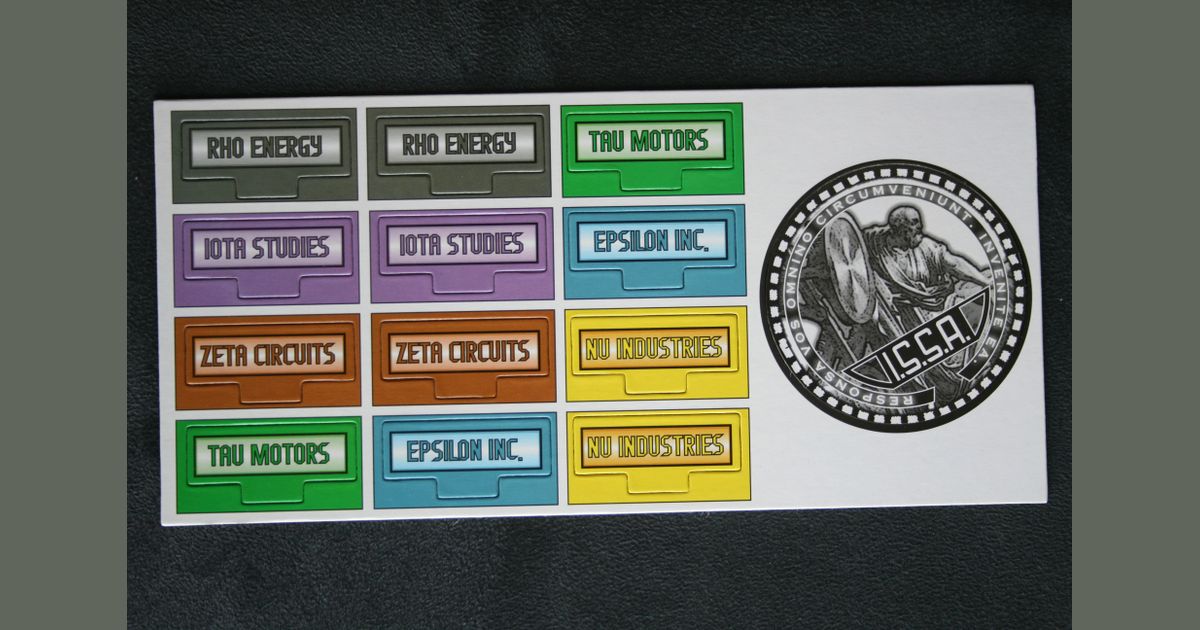 RHO ENERGY
RHO ENERGY
TAU MOTORS
IOTA STUDIES
IOTA STUDIES
EPSILON INC.
ZETA CIRCUITS
ZETA CIRCUITS
NU INDUSTRIES
TAU MOTORS
EPSILON INC.
NU INDUSTRIES
RESPONSA VOS OMNINO CIRCUMVENIUNT. INVENITE EA.
I.S.S.A.